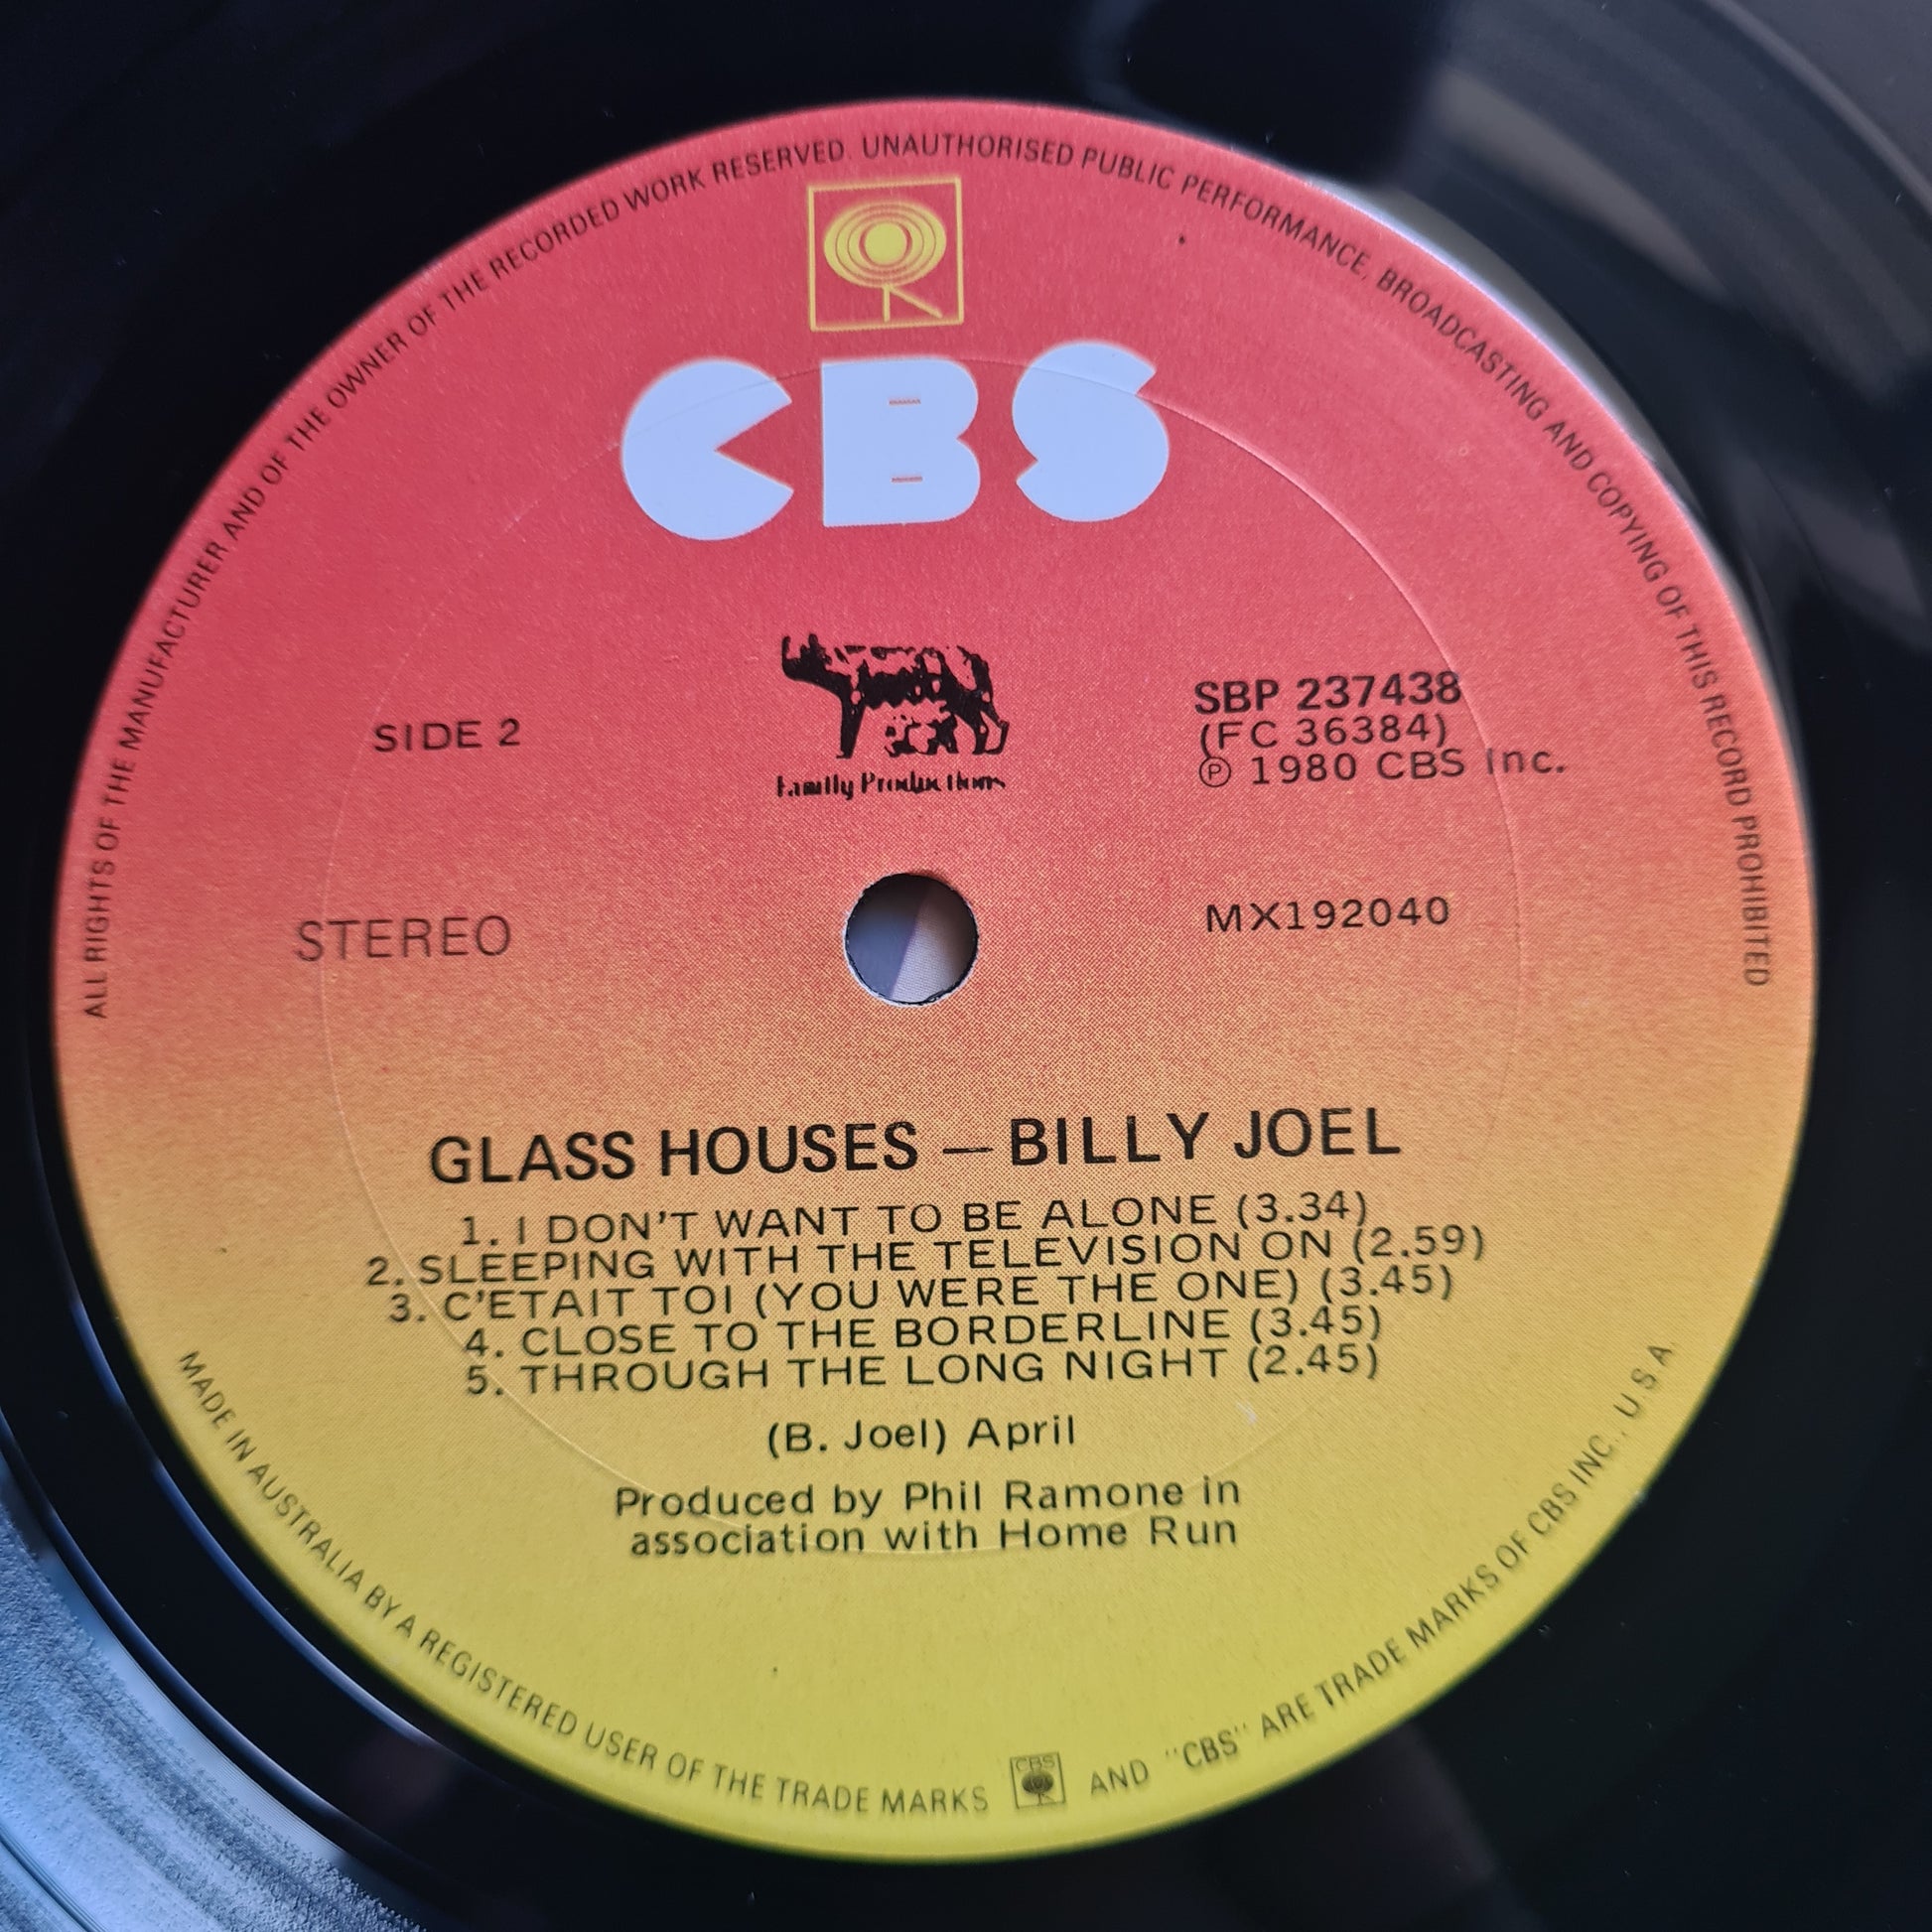 ALL RIGHTS OF THE MANUFACTURER AND OF THE OWNER OF THE RECORDED WORK RESERVED. UNAUTHORISED PUBLIC PERFORMANCE, BROADCASTING AND COPYING OF THIS RECORD PROHIBITED
CBS
Family Productions
SIDE 2
SBP 237438
(FC 36384)
Ⓟ 1980 CBS Inc.
STEREO
MX192040
GLASS HOUSES — BILLY JOEL
1. I DON'T WANT TO BE ALONE (3.34)
2. SLEEPING WITH THE TELEVISION ON (2.59)
3. C'ETAIT TOI (YOU WERE THE ONE) (3.45)
4. CLOSE TO THE BORDERLINE (3.45)
5. THROUGH THE LONG NIGHT (2.45)
(B. Joel) April
Produced by Phil Ramone in
association with Home Run
MADE IN AUSTRALIA BY A REGISTERED USER OF THE TRADE MARKS CBS AND "CBS" ARE TRADE MARKS OF CBS INC., U.S.A.